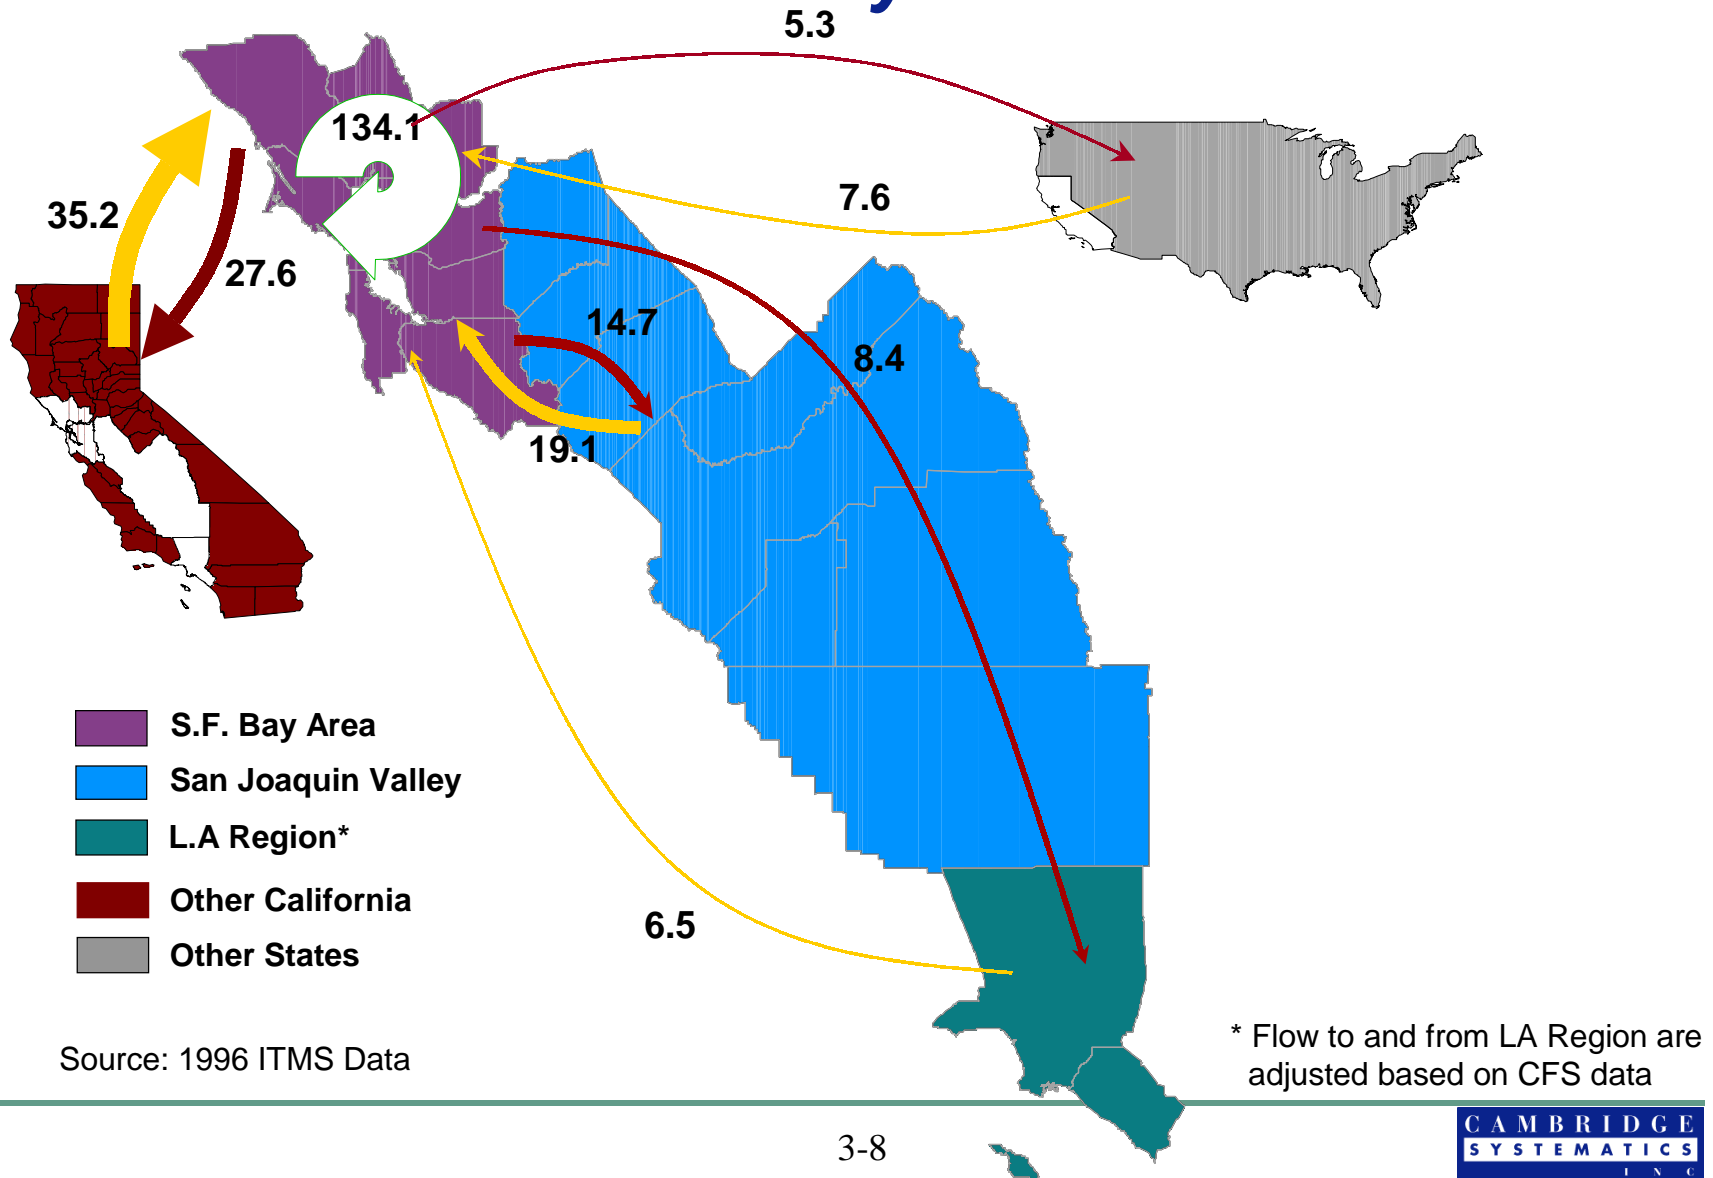 5.3
134.1
7.6
35.2
27.6
14.7
8.4
19.1
6.5
S.F. Bay Area
San Joaquin Valley
L.A Region*
Other California
Other States
Source: 1996 ITMS Data
* Flow to and from LA Region are
adjusted based on CFS data
3-8
CAMBRIDGE
SYSTEMATICS
INC